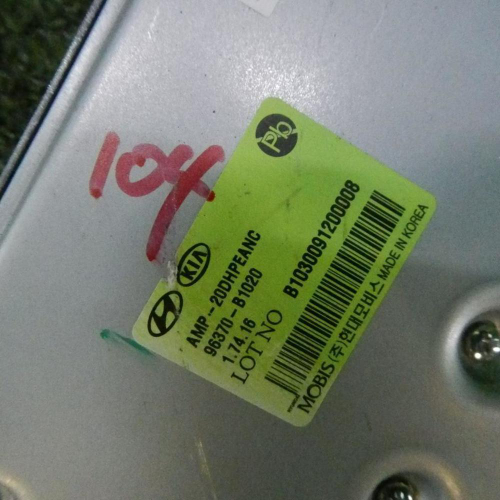 104
Pb
KIA
AMP-20DHPEANC
96370-B1020
1.74.16
LOT NO
B1030091200008
MOBIS (주)현대모비스 MADE IN KOREA